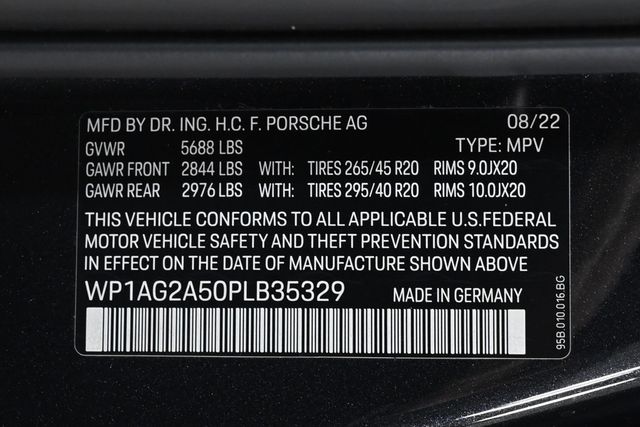 MFD BY DR. ING. H.C. F. PORSCHE AG 08/22
GVWR 5688 LBS TYPE: MPV
GAWR FRONT 2844 LBS WITH: TIRES 265/45 R20 RIMS 9.0JX20
GAWR REAR 2976 LBS WITH: TIRES 295/40 R20 RIMS 10.0JX20
THIS VEHICLE CONFORMS TO ALL APPLICABLE U.S.FEDERAL
MOTOR VEHICLE SAFETY AND THEFT PREVENTION STANDARDS
IN EFFECT ON THE DATE OF MANUFACTURE SHOWN ABOVE
WP1AG2A50PLB35329 MADE IN GERMANY
95B.010.016.BG